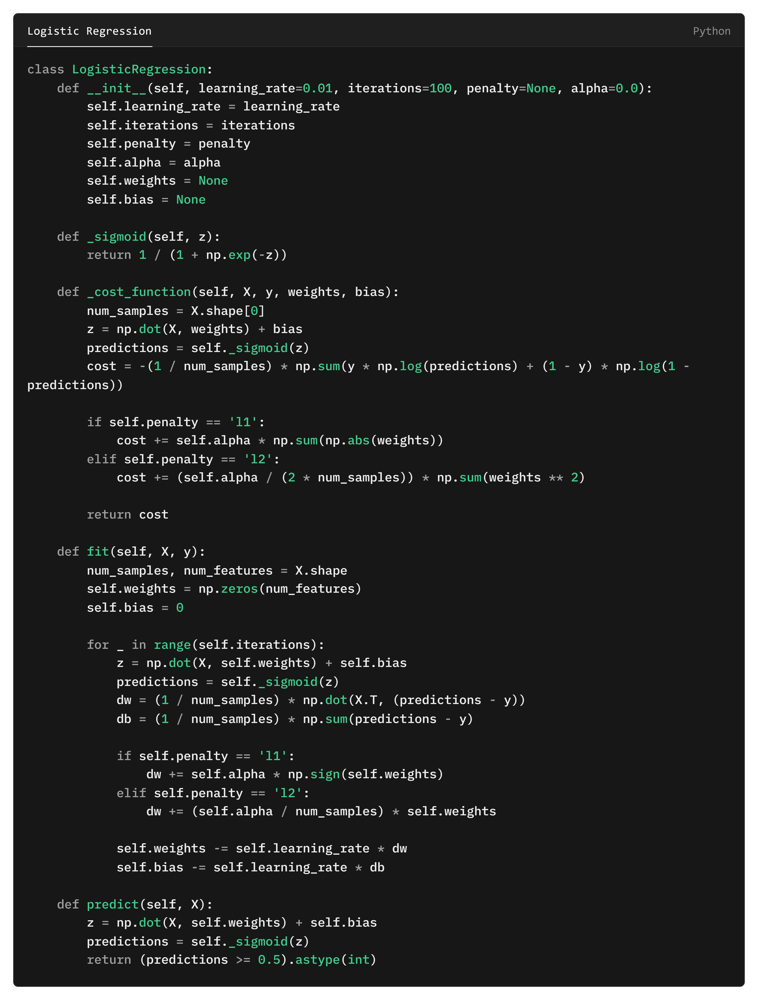 Logistic Regression
Python
class LogisticRegression:
    def __init__(self, learning_rate=0.01, iterations=100, penalty=None, alpha=0.0):
        self.learning_rate = learning_rate
        self.iterations = iterations
        self.penalty = penalty
        self.alpha = alpha
        self.weights = None
        self.bias = None

    def _sigmoid(self, z):
        return 1 / (1 + np.exp(-z))

    def _cost_function(self, X, y, weights, bias):
        num_samples = X.shape[0]
        z = np.dot(X, weights) + bias
        predictions = self._sigmoid(z)
        cost = -(1 / num_samples) * np.sum(y * np.log(predictions) + (1 - y) * np.log(1 -
predictions))

        if self.penalty == 'l1':
            cost += self.alpha * np.sum(np.abs(weights))
        elif self.penalty == 'l2':
            cost += (self.alpha / (2 * num_samples)) * np.sum(weights ** 2)

        return cost

    def fit(self, X, y):
        num_samples, num_features = X.shape
        self.weights = np.zeros(num_features)
        self.bias = 0

        for _ in range(self.iterations):
            z = np.dot(X, self.weights) + self.bias
            predictions = self._sigmoid(z)
            dw = (1 / num_samples) * np.dot(X.T, (predictions - y))
            db = (1 / num_samples) * np.sum(predictions - y)

            if self.penalty == 'l1':
                dw += self.alpha * np.sign(self.weights)
            elif self.penalty == 'l2':
                dw += (self.alpha / num_samples) * self.weights

            self.weights -= self.learning_rate * dw
            self.bias -= self.learning_rate * db

    def predict(self, X):
        z = np.dot(X, self.weights) + self.bias
        predictions = self._sigmoid(z)
        return (predictions >= 0.5).astype(int)